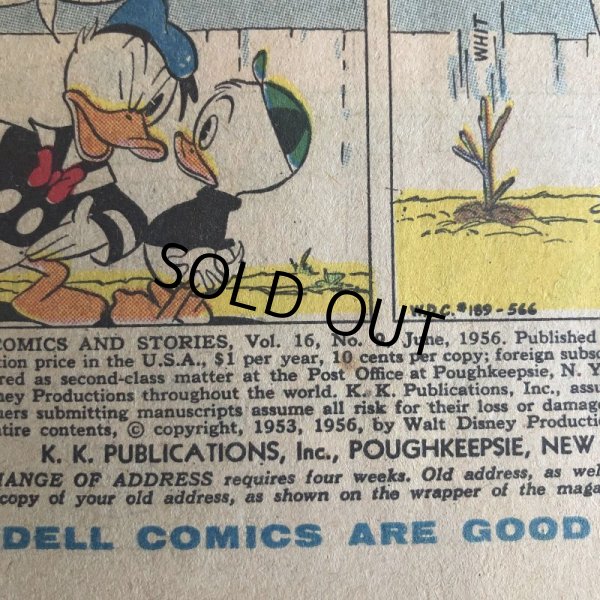 WHIT
W.D.C. #189-566
SOLD OUT
COMICS AND STORIES, Vol. 16, No. June, 1956. Published
tion price in the U.S.A., $1 per year, 10 cents per copy; foreign subsc
red as second-class matter at the Post Office at Poughkeepsie, N. Y
ney Productions throughout the world. K. K. Publications, Inc., assu
ners submitting manuscripts assume all risk for their loss or damag
ntire contents, © copyright, 1953, 1956, by Walt Disney Production
K. K. PUBLICATIONS, Inc., POUGHKEEPSIE, NEW
HANGE OF ADDRESS requires four weeks. Old address, as wel
copy of your old address, as shown on the wrapper of the maga
DELL COMICS ARE GOOD